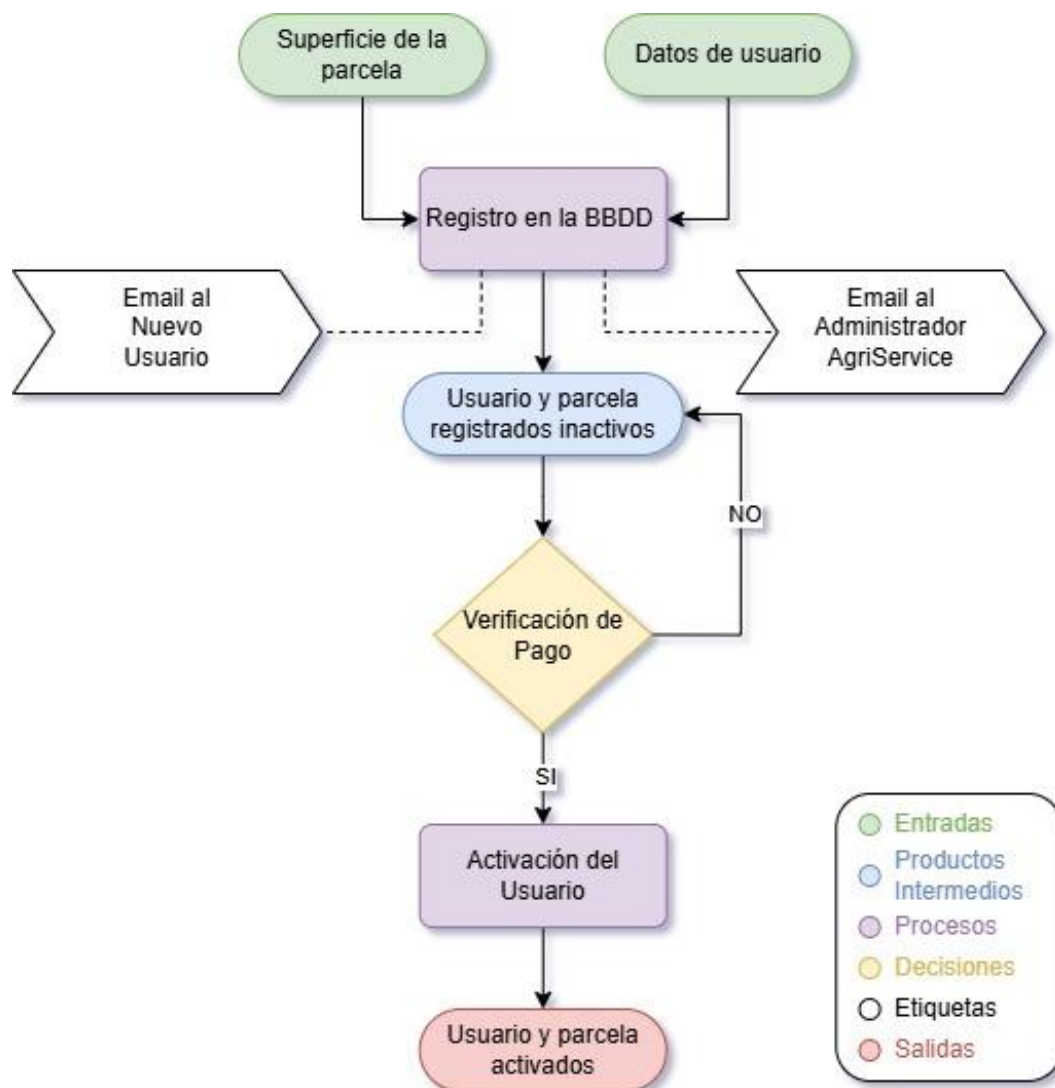 Superficie de la
parcela
Datos de usuario
Registro en la BBDD
Email al
Nuevo
Usuario
Email al
Administrador
AgriService
Usuario y parcela
registrados inactivos
NO
Verificación de
Pago
SI
Activación del
Usuario
Usuario y parcela
activados
Entradas
Productos
Intermedios
Procesos
Decisiones
Etiquetas
Salidas